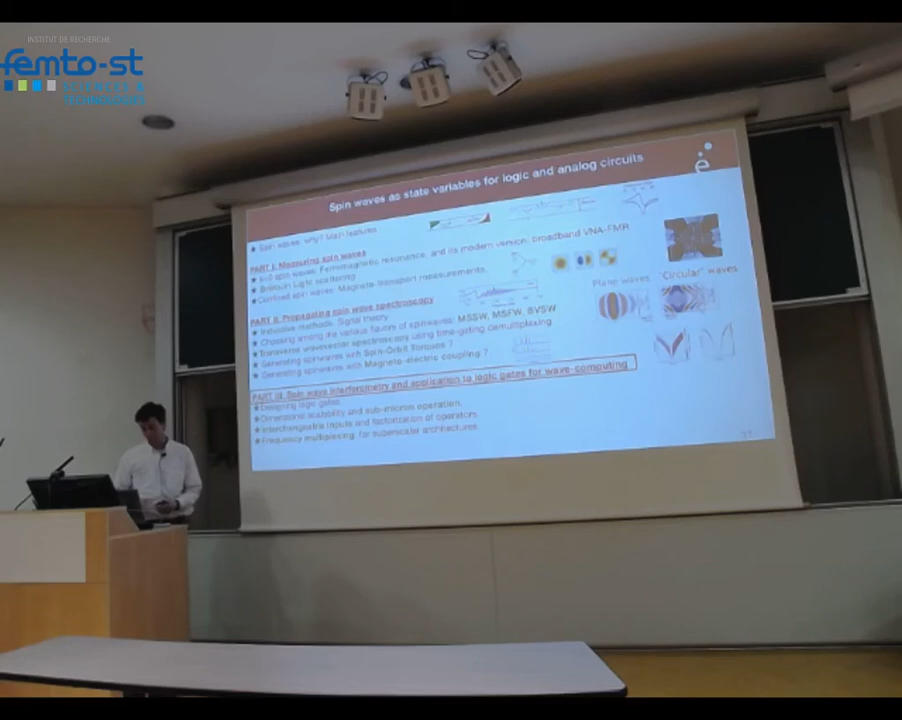 INSTITUT DE RECHERCHE
femto-st
SCIENCES &
TECHNOLOGIES
Spin waves as state variables for logic and analog circuits
★ Spin waves: why? Main features
PART I: Measuring spin waves
★ k=0 spin waves: Ferromagnetic resonance, and its modern version: broadband VNA-FMR
★ Brillouin Light scattering
★ Confined spin waves: Magneto-transport measurements.
PART II: Propagating spin wave spectroscopy
★ Inductive methods. Signal theory
★ Choosing among the various flavors of spinwaves: MSSW, MSFW, BVSW
★ Transverse wavevector spectroscopy using time-gating demultiplexing
★ Generating spinwaves with Spin-Orbit Torques ?
★ Generating spinwaves with Magneto-electric coupling ?
Plane waves "Circular" waves
PART III: Spin wave interferometry and application to logic gates for wave-computing
★ Designing logic gates
★ Dimensional scalability and sub-micron operation.
★ Interchangeable inputs and factorization of operators.
★ Frequency multiplexing: for supersicalar architectures.